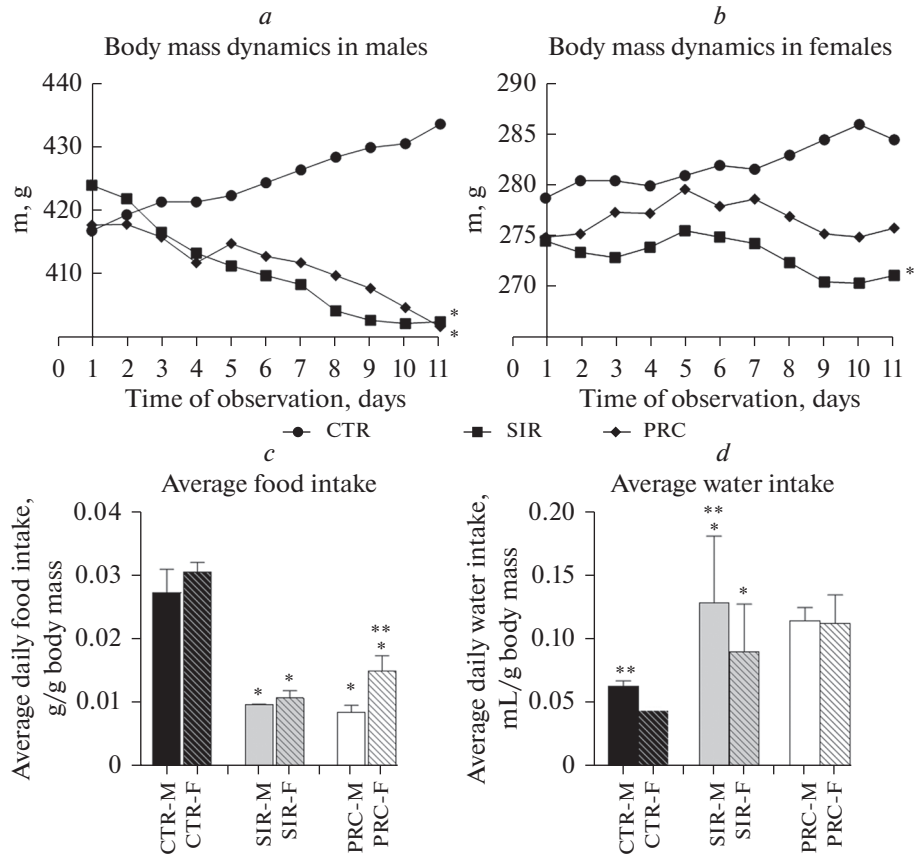 a
Body mass dynamics in males
440
430
420
410
m, g
*
*
0 1 2 3 4 5 6 7 8 9 10 11
Time of observation, days
b
Body mass dynamics in females
290
285
280
275
270
m, g
*
0 1 2 3 4 5 6 7 8 9 10 11
Time of observation, days
CTR SIR PRC
c
Average food intake
Average daily food intake,
g/g body mass
0.04
0.03
0.02
0.01
0
* * * **
*
CTR-M
CTR-F
SIR-M
SIR-F
PRC-M
PRC-F
d
Average water intake
Average daily water intake,
mL/g body mass
0.20
0.15
0.10
0.05
0
** **
* *
CTR-M
CTR-F
SIR-M
SIR-F
PRC-M
PRC-F